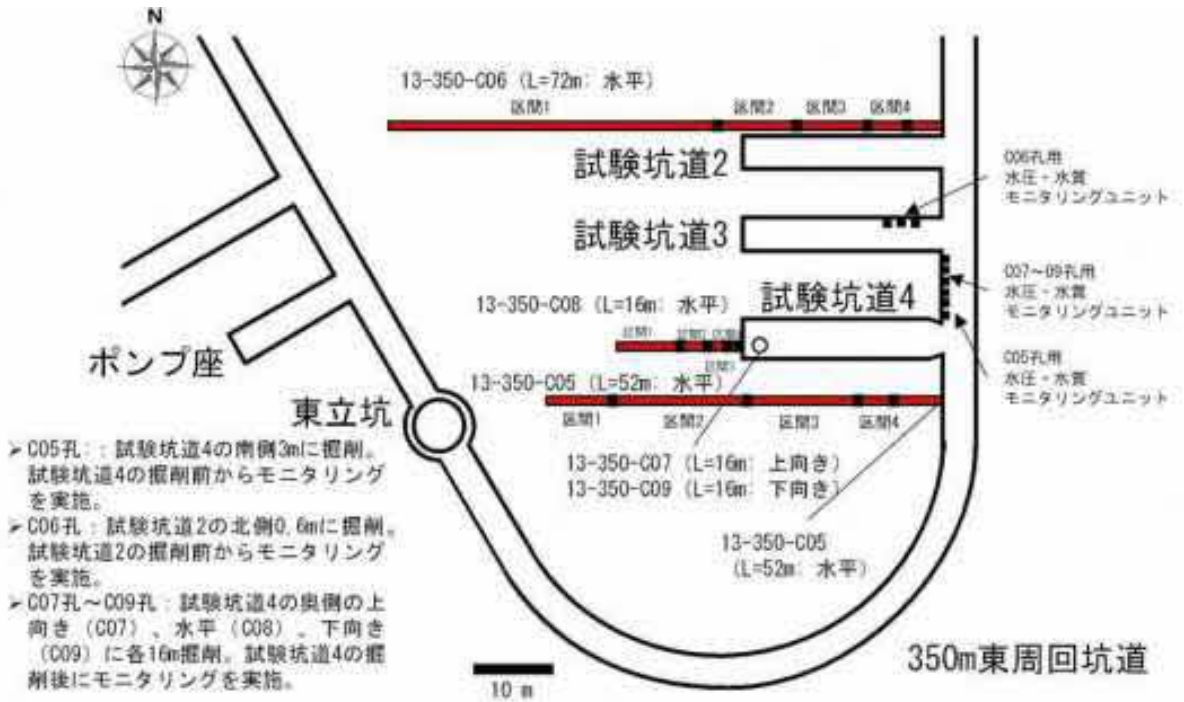 N
13-350-C06 (L=72m: 水平)
区間1
区間2
区間3
区間4
試験坑道2
C06孔用
水圧・水質
モニタリングユニット
試験坑道3
C07～09孔用
水圧・水質
モニタリングユニット
13-350-C08 (L=16m: 水平)
試験坑道4
区間1
区間3
C05孔用
水圧・水質
モニタリングユニット
ポンプ座
13-350-C05 (L=52m: 水平)
区間1
区間2
区間3
区間4
東立坑
13-350-C07 (L=16m: 上向き)
13-350-C09 (L=16m: 下向き)
13-350-C05
(L=52m: 水平)
➢C05孔：：試験坑道4の南側3mに掘削。
試験坑道4の掘削前からモニタリング
を実施。
➢C06孔：試験坑道2の北側0.6mに掘削。
試験坑道2の掘削前からモニタリング
を実施。
➢C07孔～C09孔：試験坑道4の奥側の上
向き（C07）、水平（C08）、下向き
（C09）に各16m掘削。試験坑道4の掘
削後にモニタリングを実施。
10 m
350m東周回坑道